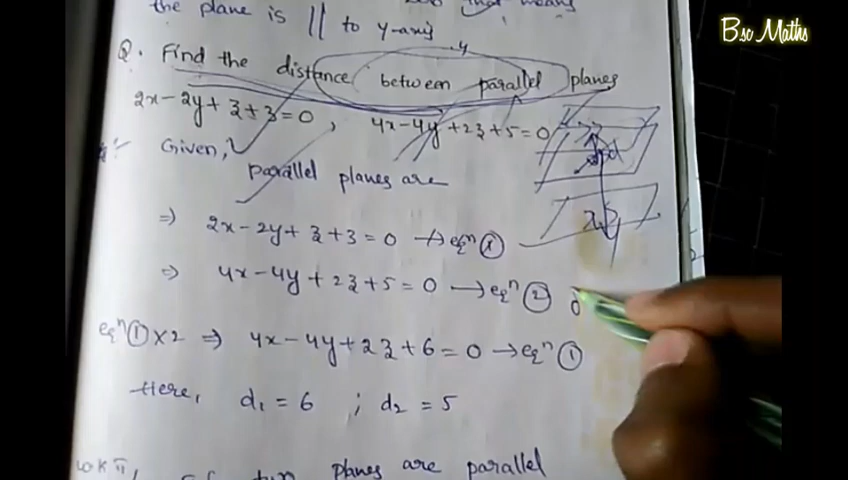 the plane is || to y-axis
Bsc Maths
Q. Find the distance between parallel planes
2x-2y+z+3=0 , 4x-4y+2z+5=0
Given,
parallel planes are
⇒ 2x-2y+z+3=0 → eqⁿ ①
⇒ 4x-4y+2z+5=0 → eqⁿ ②
eqⁿ ① × 2 ⇒ 4x-4y+2z+6=0 → eqⁿ ①
Here, d₁ = 6 ; d₂ = 5
planes are parallel